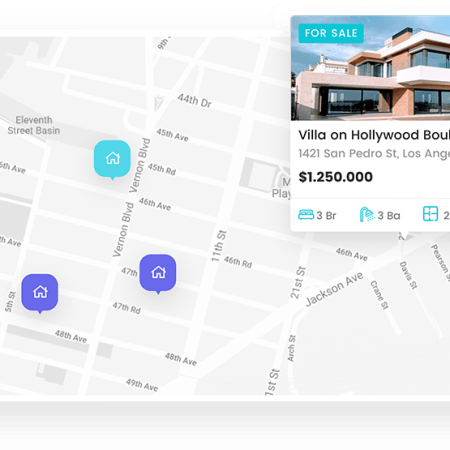 FOR SALE
Villa on Hollywood Boul
1421 San Pedro St, Los Ange
$1.250.000
3 Br
3 Ba
2
44th Dr
Eleventh
Street Basin
45th Ave
45th Rd
Vernon Blvd
46th Ave
Vernon Blvd
11th St
46th Rd
46th Ave
47th
47th Rd
21st St
Jackson Ave
Crane St
Davis St
Pearson
5th St
48th Ave
48th Ave
49th Ave
Arch St
1st St